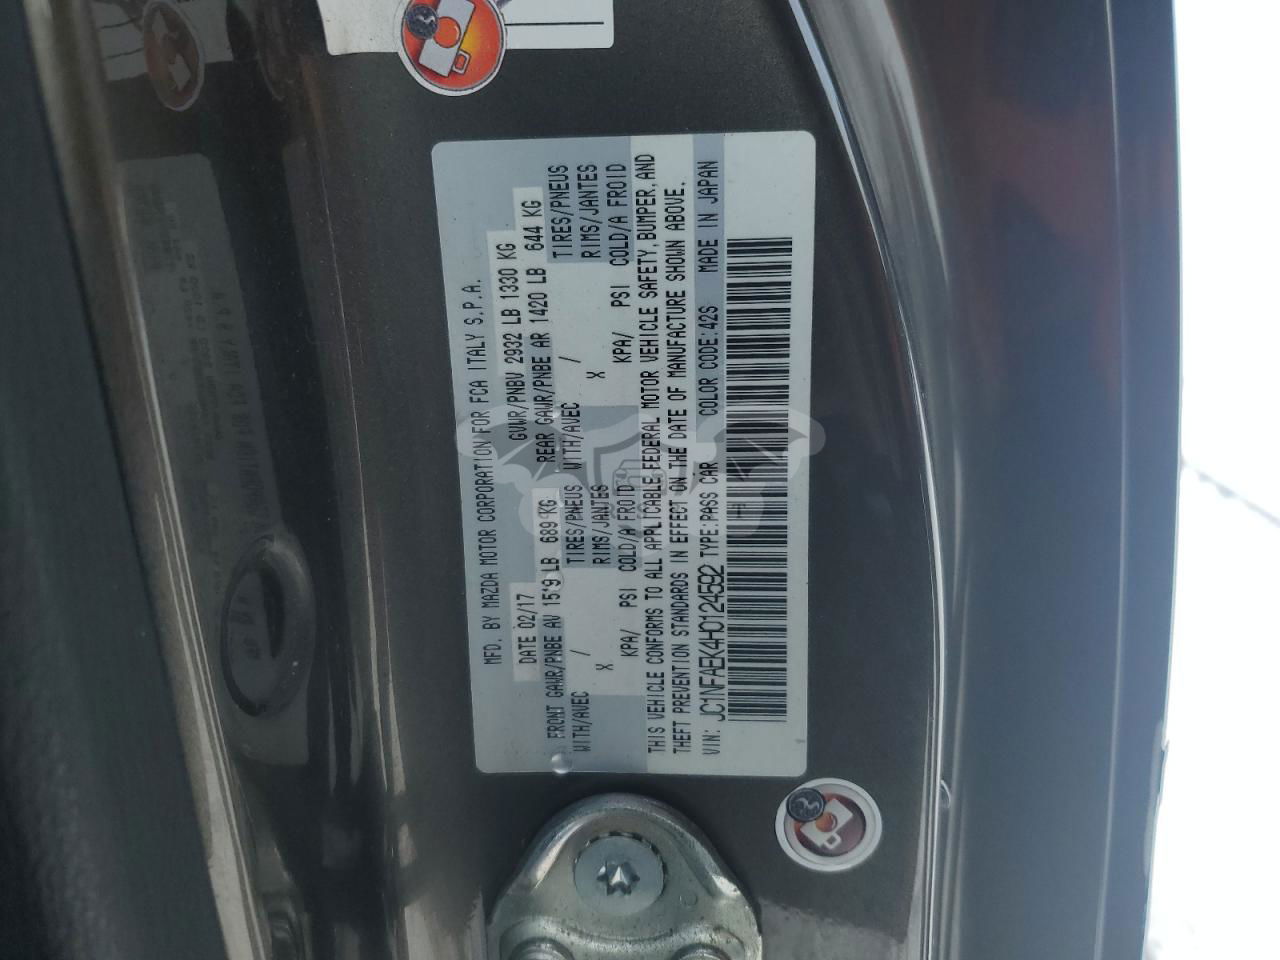 MFD. BY MAZDA MOTOR CORPORATION FOR FCA ITALY S.P.A.
DATE 02/17 GVWR/PNBV 2932 LB 1330 KG
FRONT GAWR/PNBE AV 1519 LB 689 KG REAR GAWR/PNBE AR 1420 LB 644 KG
WITH/AVEC / TIRES/PNEUS WITH/AVEC / TIRES/PNEUS
X RIMS/JANTES X RIMS/JANTES
KPA/ PSI COLD/A FROID KPA/ PSI COLD/A FROID
THIS VEHICLE CONFORMS TO ALL APPLICABLE FEDERAL MOTOR VEHICLE SAFETY, BUMPER, AND
THEFT PREVENTION STANDARDS IN EFFECT ON THE DATE OF MANUFACTURE SHOWN ABOVE.
VIN: JC1NFAEK4H0124592 TYPE:PASS CAR COLOR CODE:42S MADE IN JAPAN